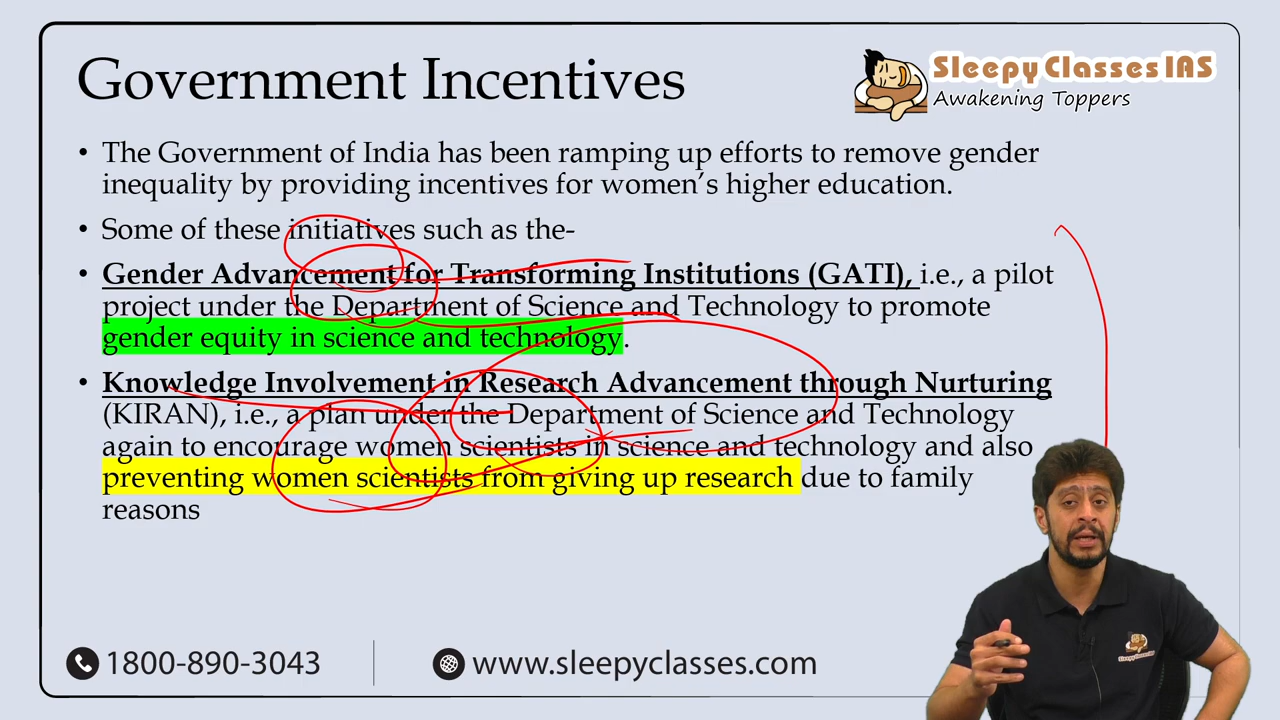 Government Incentives
SleepyClasses IAS
Awakening Toppers
• The Government of India has been ramping up efforts to remove gender
inequality by providing incentives for women’s higher education.
• Some of these initiatives such as the-
• Gender Advancement for Transforming Institutions (GATI), i.e., a pilot
project under the Department of Science and Technology to promote
gender equity in science and technology.
• Knowledge Involvement in Research Advancement through Nurturing
(KIRAN), i.e., a plan under the Department of Science and Technology
again to encourage women scientists in science and technology and also
preventing women scientists from giving up research due to family
reasons
1800-890-3043
www.sleepyclasses.com
SleepyClasses